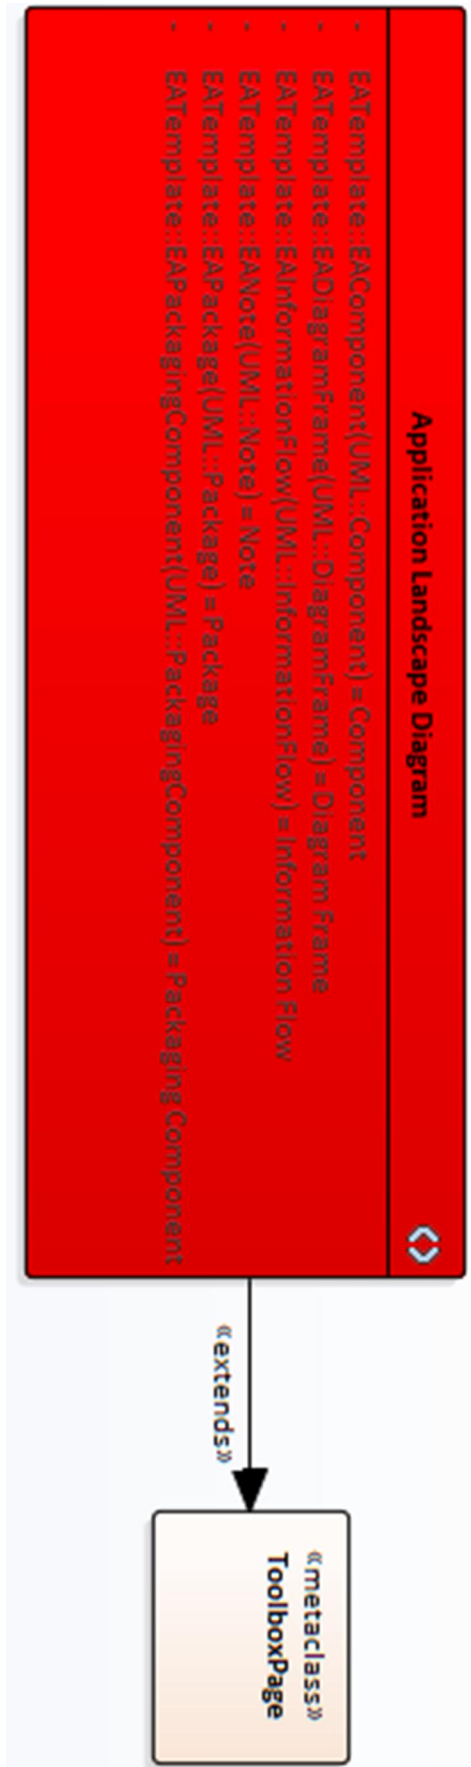 Application Landscape Diagram
- EATemplate::EAComponent(UML::Component) = Component
- EATemplate::EADiagramFrame(UML::DiagramFrame) = Diagram Frame
- EATemplate::EAInformationFlow(UML::InformationFlow) = Information Flow
- EATemplate::EANote(UML::Note) = Note
- EATemplate::EAPackage(UML::Package) = Package
- EATemplate::EAPackagingComponent(UML::PackagingComponent) = Packaging Component
«extends»
«metaclass»
ToolboxPage